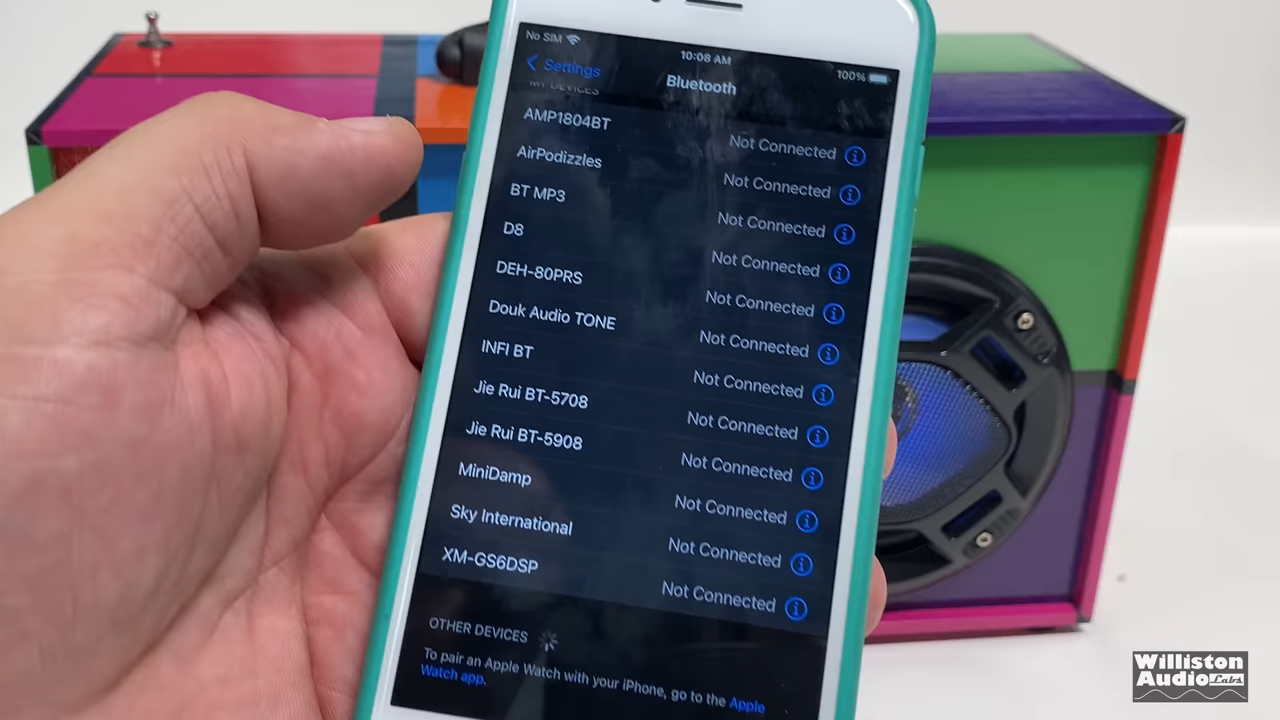 No SIM 10:08 AM 100%
Settings Bluetooth
MY DEVICES
AMP1804BT Not Connected
AirPodizzles Not Connected
BT MP3 Not Connected
D8 Not Connected
DEH-80PRS Not Connected
Douk Audio TONE Not Connected
INFI BT Not Connected
Jie Rui BT-5708 Not Connected
Jie Rui BT-5908 Not Connected
MiniDamp Not Connected
Sky International Not Connected
XM-GS6DSP Not Connected
OTHER DEVICES
To pair an Apple Watch with your iPhone, go to the Apple
Watch app.
Williston
Audio Labs